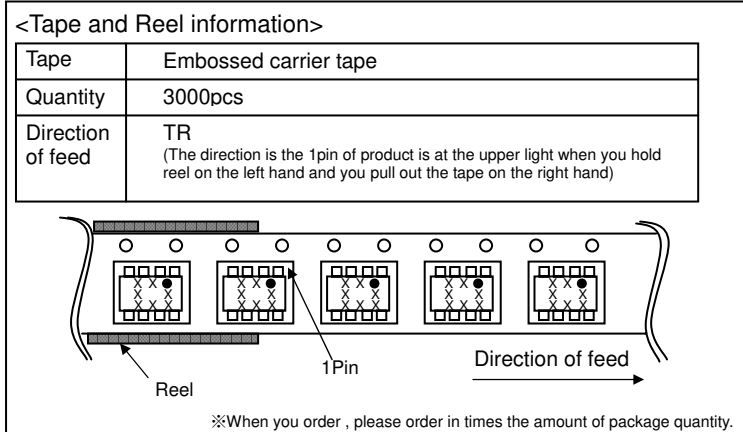 <Tape and Reel information>
Tape Embossed carrier tape
Quantity 3000pcs
Direction of feed TR
(The direction is the 1pin of product is at the upper light when you hold
reel on the left hand and you pull out the tape on the right hand)
X X X X X
X X X X X X X X X X
X X X X X X X X X X
X X X X X X X X X X X X X X X
1Pin
Direction of feed
Reel
※When you order , please order in times the amount of package quantity.